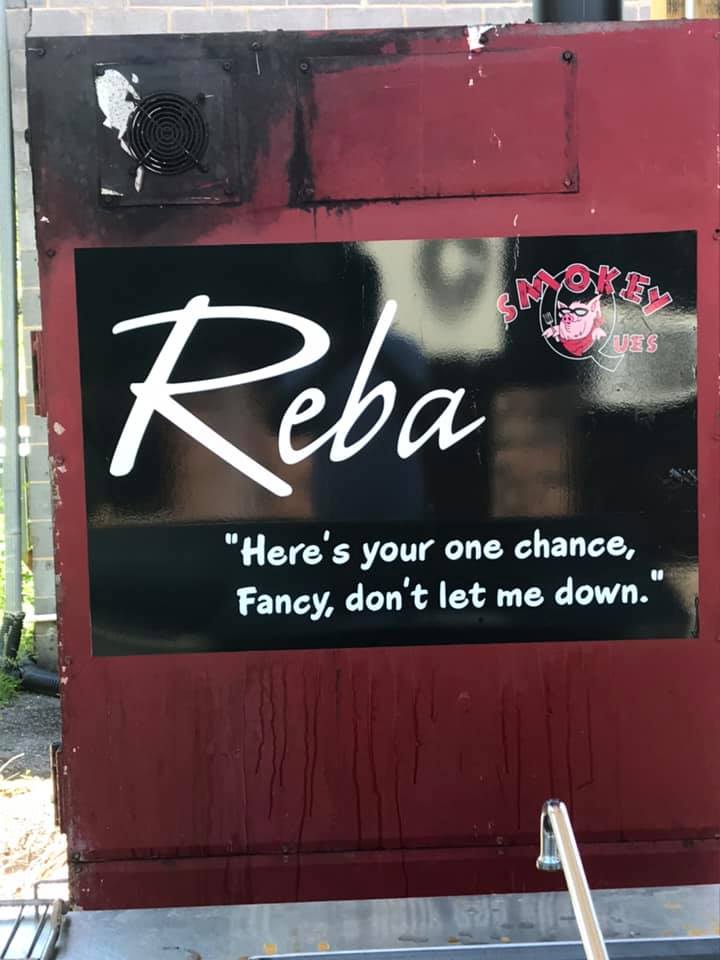 SMOKEY
QUES
Reba
"Here's your one chance,
Fancy, don't let me down."